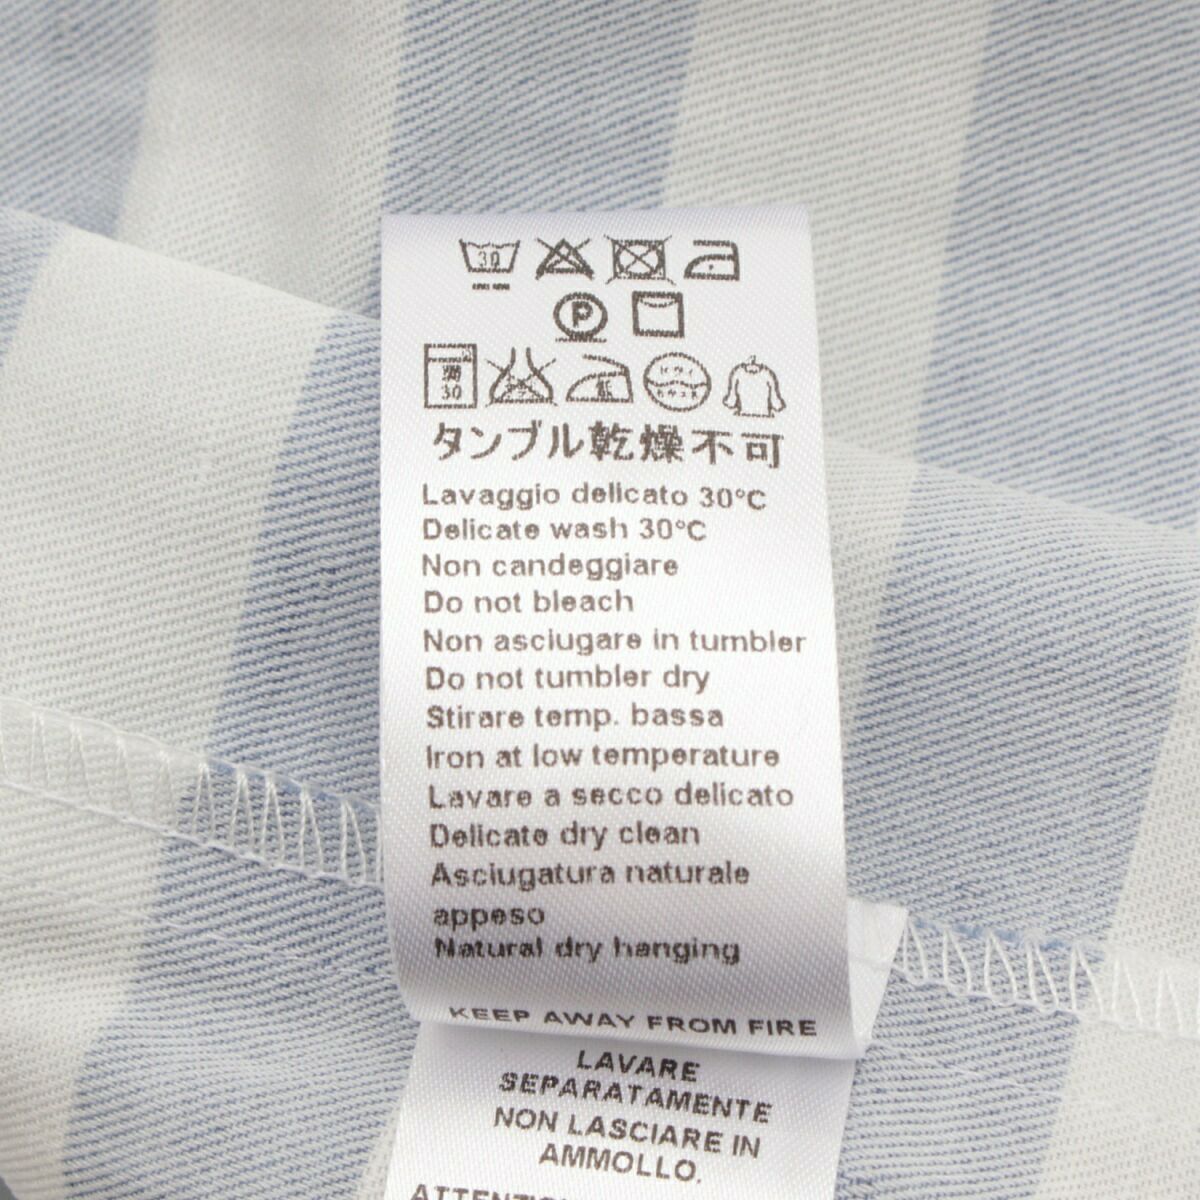 30
P
30
タンブル乾燥不可
Lavaggio delicato 30°C
Delicate wash 30°C
Non candeggiare
Do not bleach
Non asciugare in tumbler
Do not tumbler dry
Stirare temp. bassa
Iron at low temperature
Lavare a secco delicato
Delicate dry clean
Asciugatura naturale
appeso
Natural dry hanging
KEEP AWAY FROM FIRE
LAVARE
SEPARATAMENTE
NON LASCIARE IN
AMMOLLO.